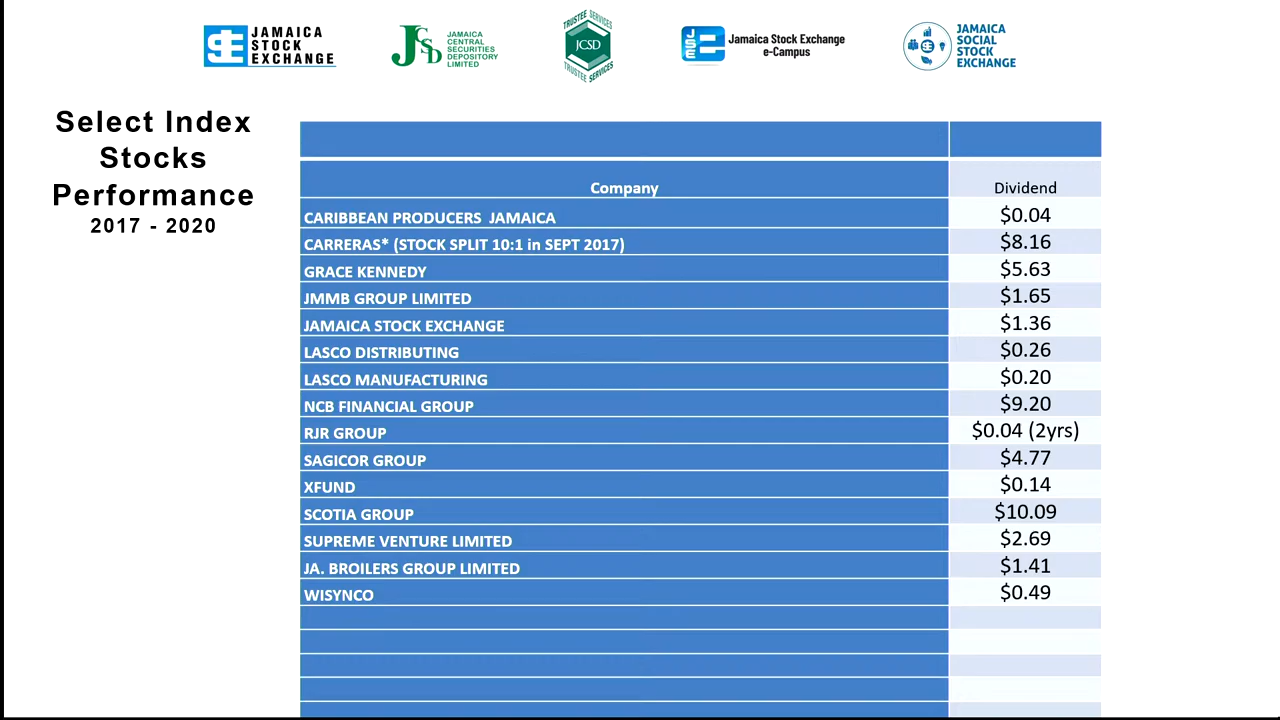 JAMAICA
STOCK
EXCHANGE
JAMAICA
CENTRAL
SECURITIES
DEPOSITORY
LIMITED
TRUSTEE SERVICES
JCSD
TRUSTEE SERVICES
JSE
Jamaica Stock Exchange
e-Campus
JAMAICA
SOCIAL
STOCK
EXCHANGE
Select Index
Stocks
Performance
2017 - 2020
Company Dividend
CARIBBEAN PRODUCERS JAMAICA $0.04
CARRERAS* (STOCK SPLIT 10:1 in SEPT 2017) $8.16
GRACE KENNEDY $5.63
JMMB GROUP LIMITED $1.65
JAMAICA STOCK EXCHANGE $1.36
LASCO DISTRIBUTING $0.26
LASCO MANUFACTURING $0.20
NCB FINANCIAL GROUP $9.20
RJR GROUP $0.04 (2yrs)
SAGICOR GROUP $4.77
XFUND $0.14
SCOTIA GROUP $10.09
SUPREME VENTURE LIMITED $2.69
JA. BROILERS GROUP LIMITED $1.41
WISYNCO $0.49